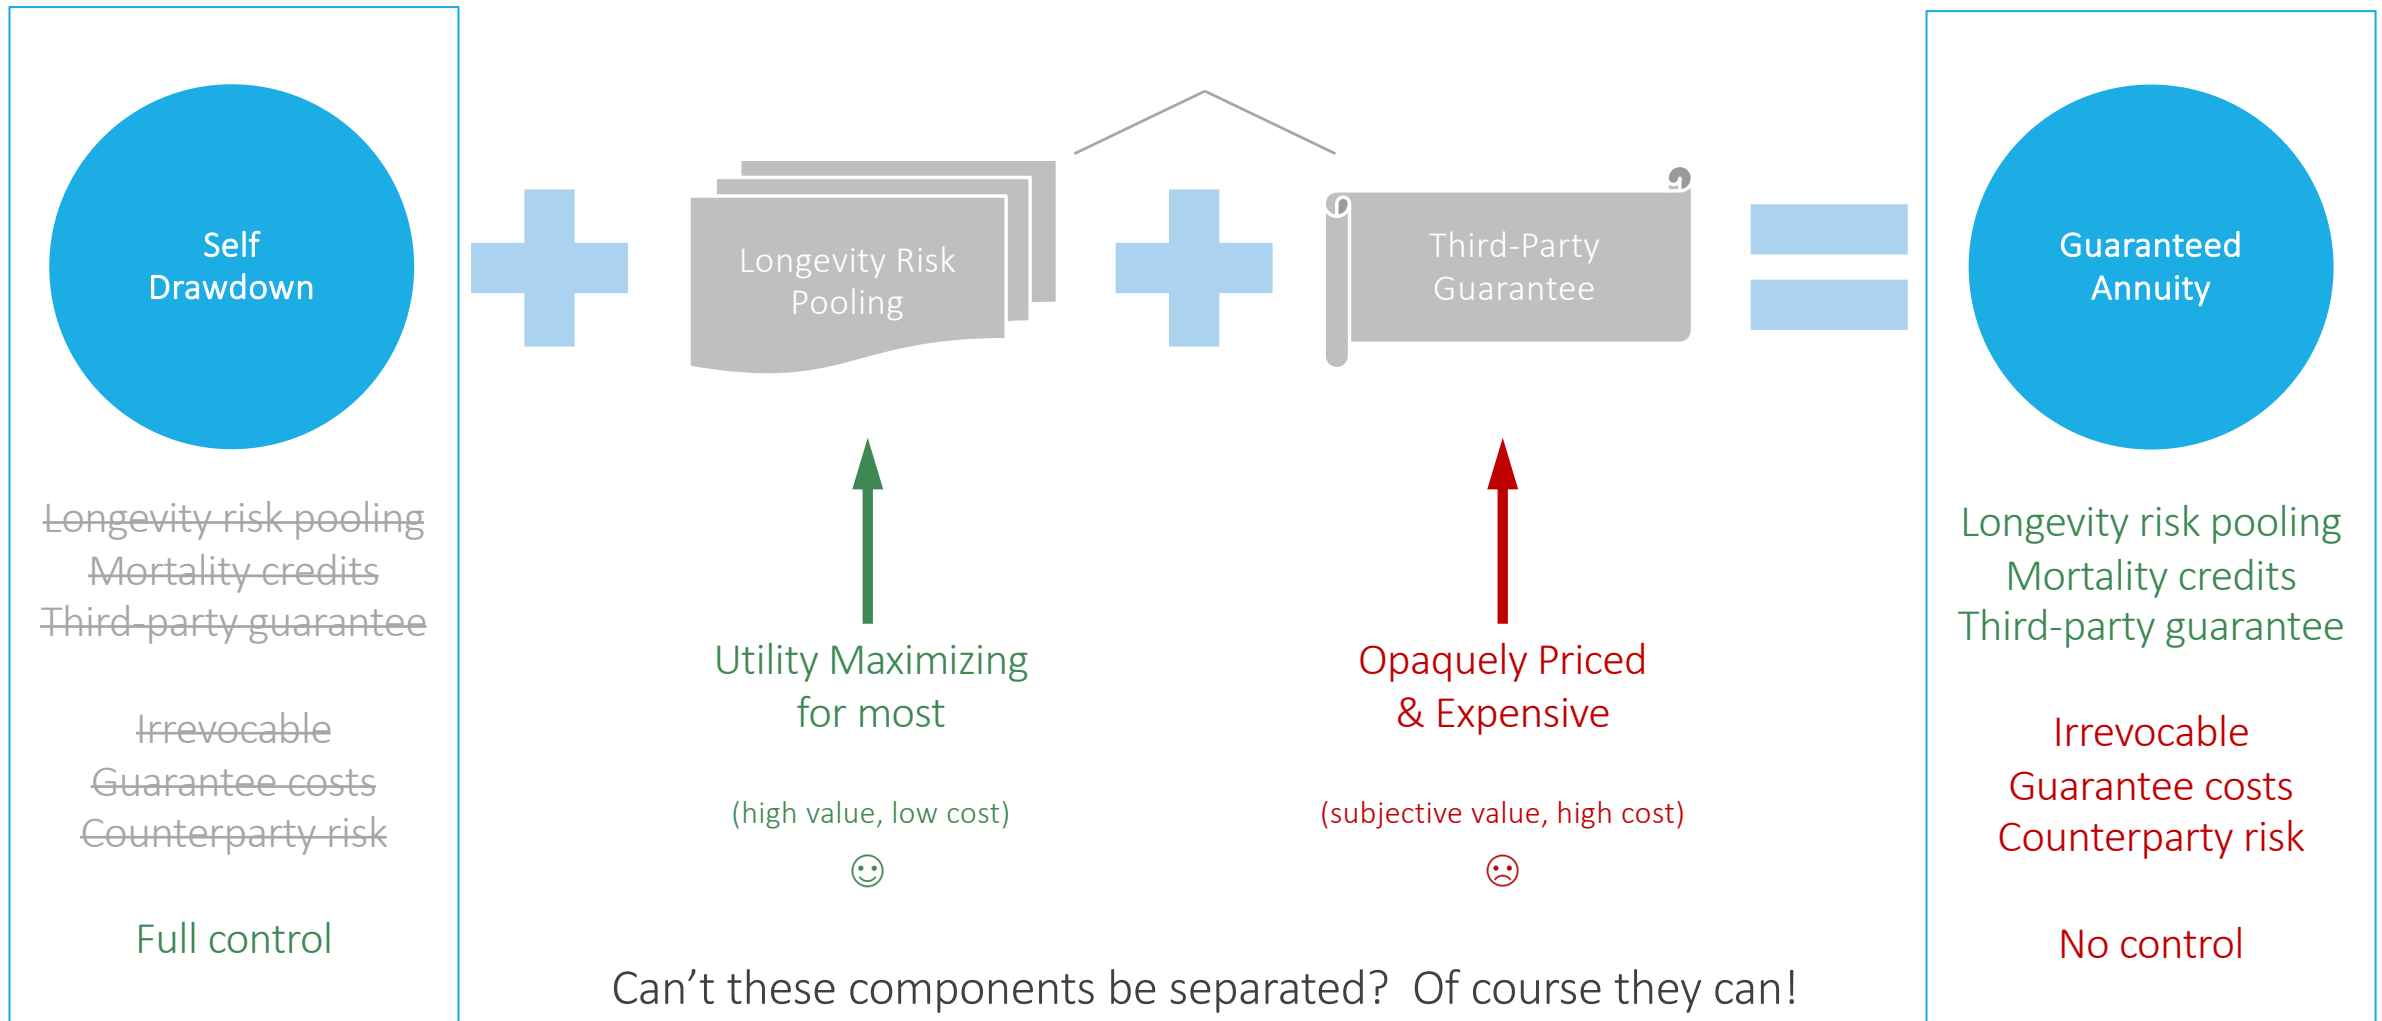 Self
Drawdown
Longevity risk pooling
Mortality credits
Third-party guarantee
Irrevocable
Guarantee costs
Counterparty risk
Full control
Longevity Risk
Pooling
Utility Maximizing
for most
(high value, low cost)
Third-Party
Guarantee
Opaquely Priced
& Expensive
(subjective value, high cost)
Can’t these components be separated?  Of course they can!
Guaranteed
Annuity
Longevity risk pooling
Mortality credits
Third-party guarantee
Irrevocable
Guarantee costs
Counterparty risk
No control